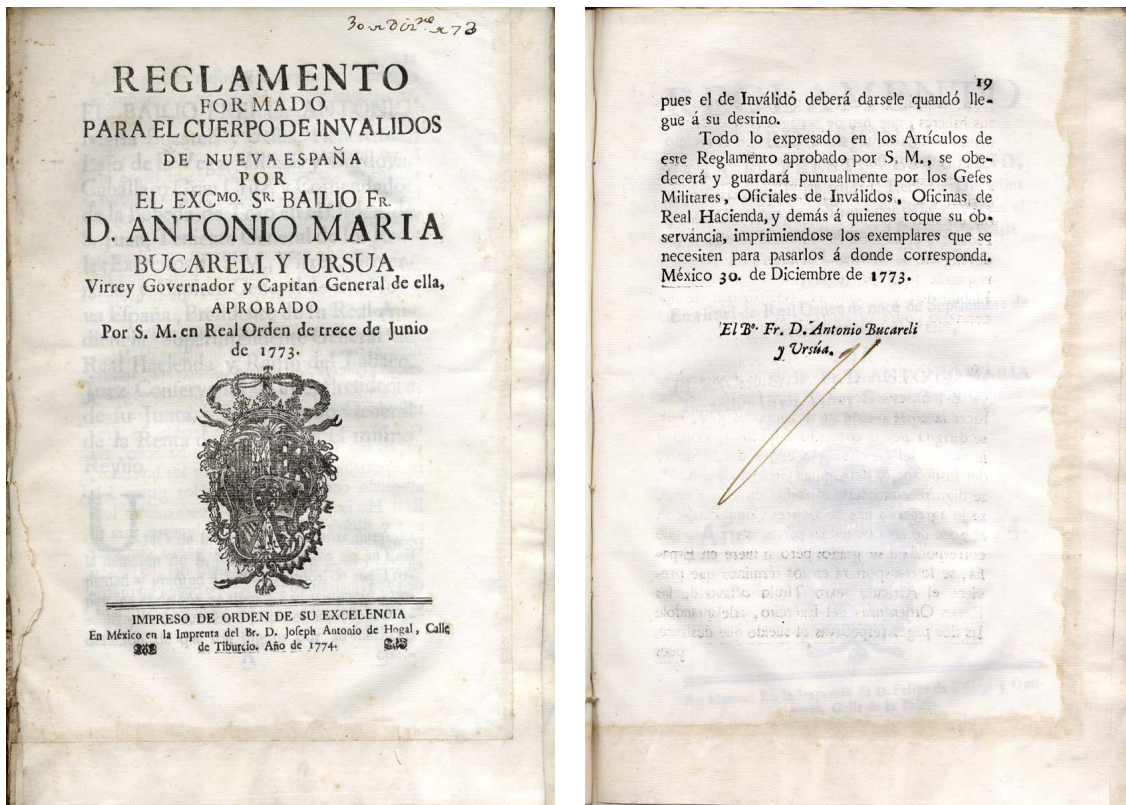 30 de Diz.re de 73
REGLAMENTO
FORMADO
PARA EL CUERPO DE INVALIDOS
DE NUEVA ESPAÑA
POR
EL EXCMO. SR. BAILIO FR.
D. ANTONIO MARIA
BUCARELI Y URSUA
Virrey Governador y Capitan General de ella,
APROBADO
Por S. M. en Real Orden de trece de Junio
de 1773.
IMPRESO DE ORDEN DE SU EXCELENCIA
En México en la Imprenta del Br. D. Joseph Antonio de Hogal, Calle
de Tiburcio. Año de 1774.
19
pues el de Inválido deberá darsele quando lle-
gue á su destino.
Todo lo expresado en los Artículos de
este Reglamento aprobado por S. M., se obe-
decerá y guardará puntualmente por los Gefes
Militares, Oficiales de Inválidos, Oficinas de
Real Hacienda, y demás á quienes toque su ob-
servancia, imprimiendose los exemplares que se
necesiten para pasarlos á donde corresponda.
México 30. de Diciembre de 1773.
El Bo. Fr. D. Antonio Bucareli
y Ursúa.